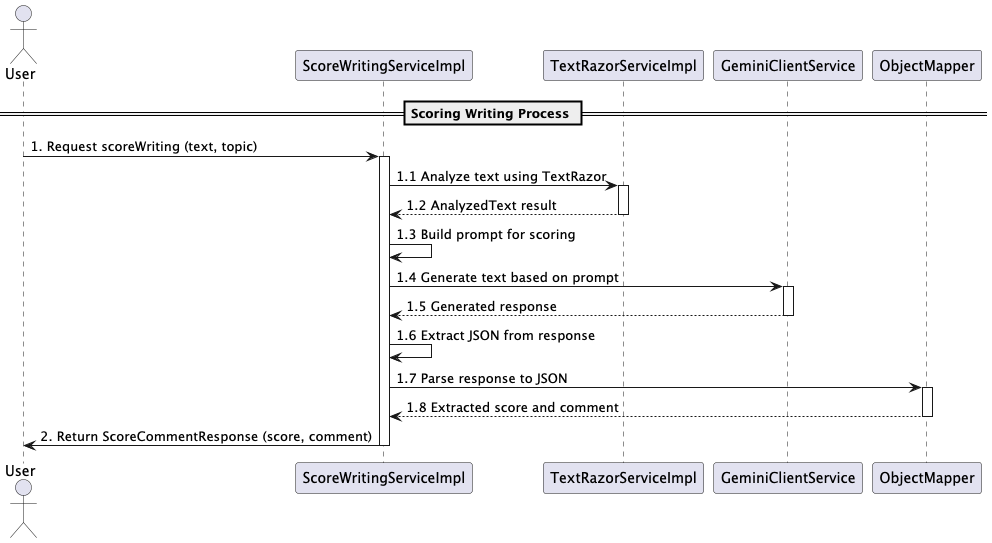 User
ScoreWritingServiceImpl
TextRazorServiceImpl
GeminiClientService
ObjectMapper
Scoring Writing Process
1. Request scoreWriting (text, topic)
1.1 Analyze text using TextRazor
1.2 AnalyzedText result
1.3 Build prompt for scoring
1.4 Generate text based on prompt
1.5 Generated response
1.6 Extract JSON from response
1.7 Parse response to JSON
1.8 Extracted score and comment
2. Return ScoreCommentResponse (score, comment)
User
ScoreWritingServiceImpl
TextRazorServiceImpl
GeminiClientService
ObjectMapper